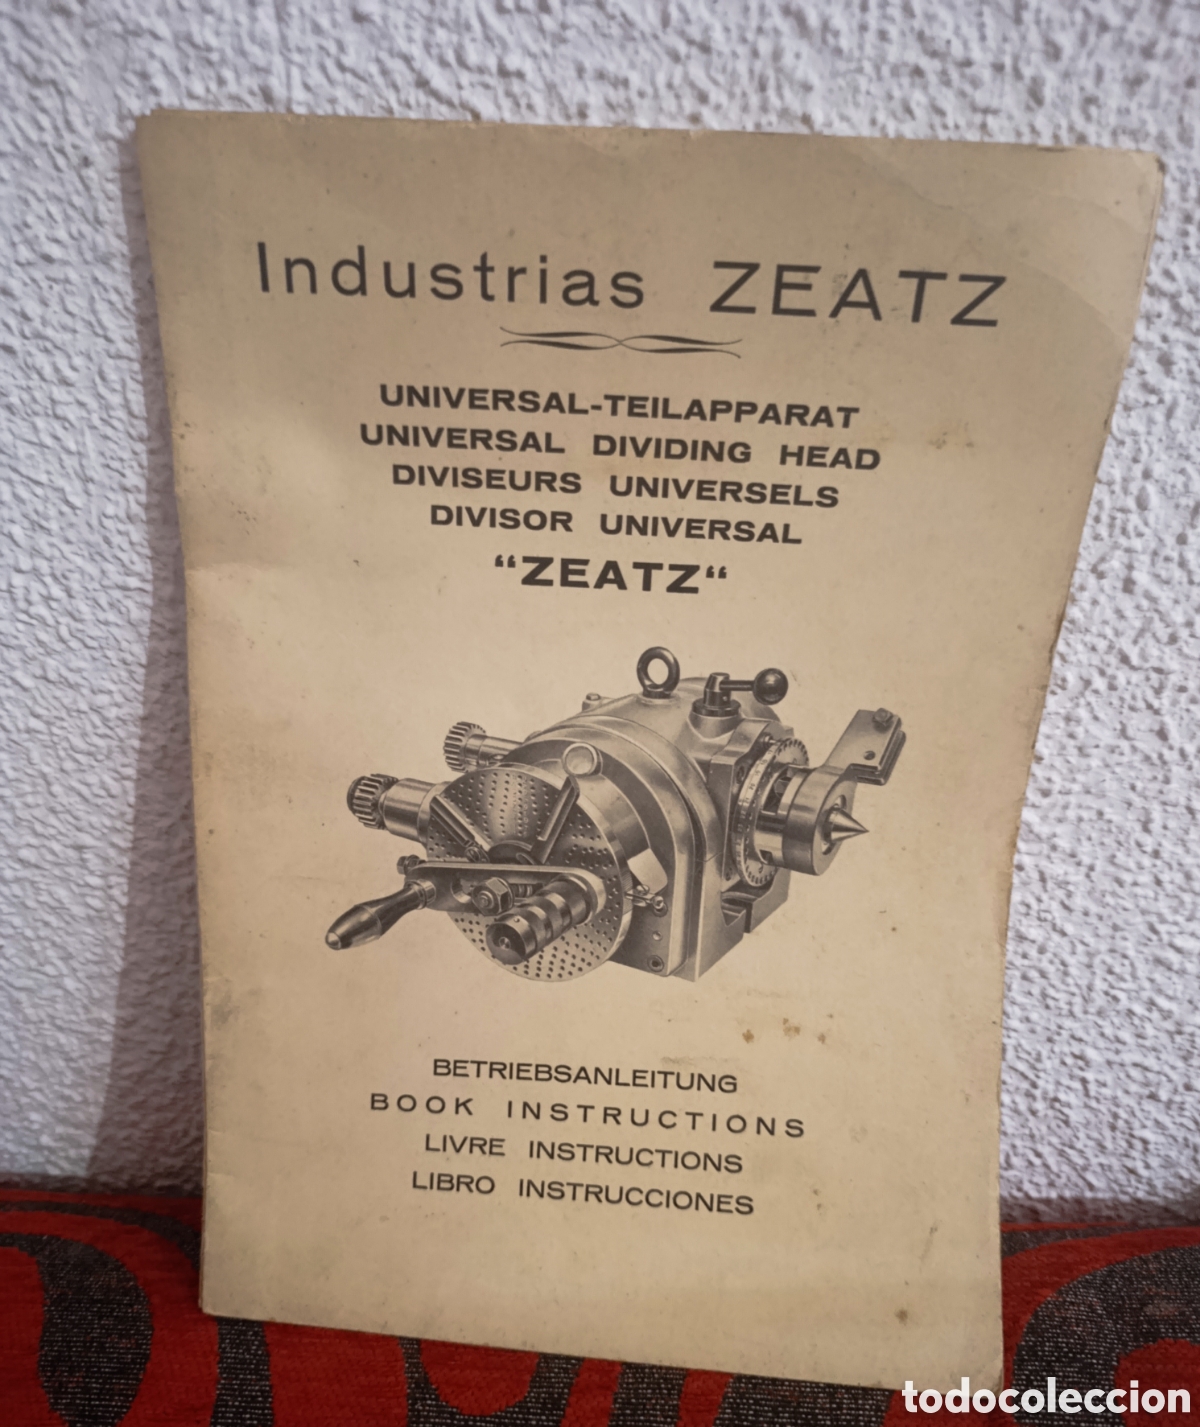 Industrias ZEATZ
UNIVERSAL-TEILAPPARAT
UNIVERSAL DIVIDING HEAD
DIVISEURS UNIVERSELS
DIVISOR UNIVERSAL
“ZEATZ“
BETRIEBSANLEITUNG
BOOK INSTRUCTIONS
LIVRE INSTRUCTIONS
LIBRO INSTRUCCIONES
todocoleccion